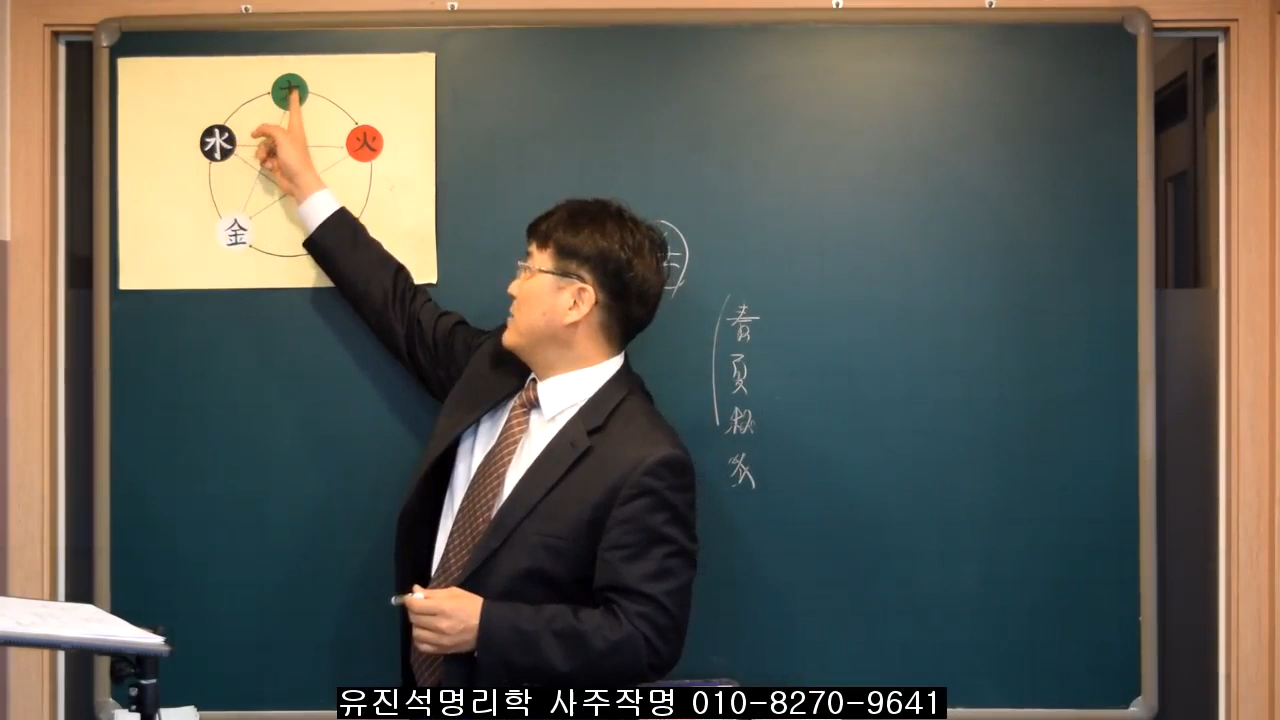 木
水
火
金
春
夏
秋
冬
유진석명리학 사주작명 010-8270-9641